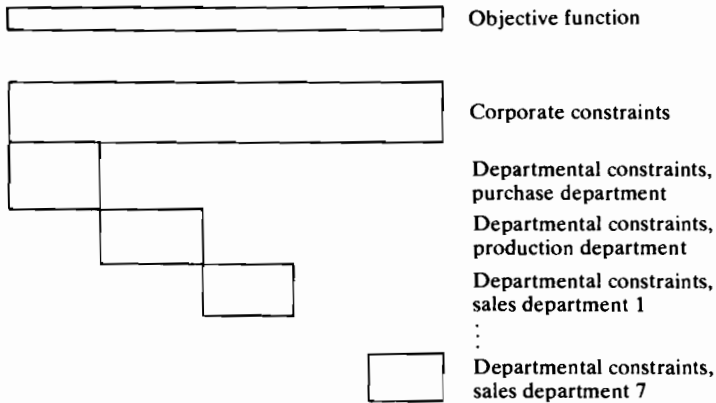 Objective function
Corporate constraints
Departmental constraints,
purchase department
Departmental constraints,
production department
Departmental constraints,
sales department 1
⋮
Departmental constraints,
sales department 7